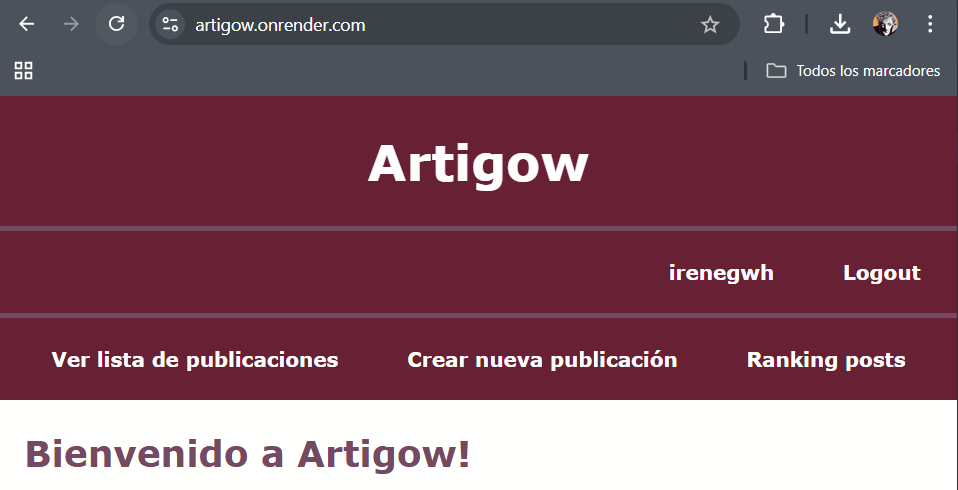 artigow.onrender.com
Todos los marcadores
Artigow
irenegwh Logout
Ver lista de publicaciones Crear nueva publicación Ranking posts
Bienvenido a Artigow!